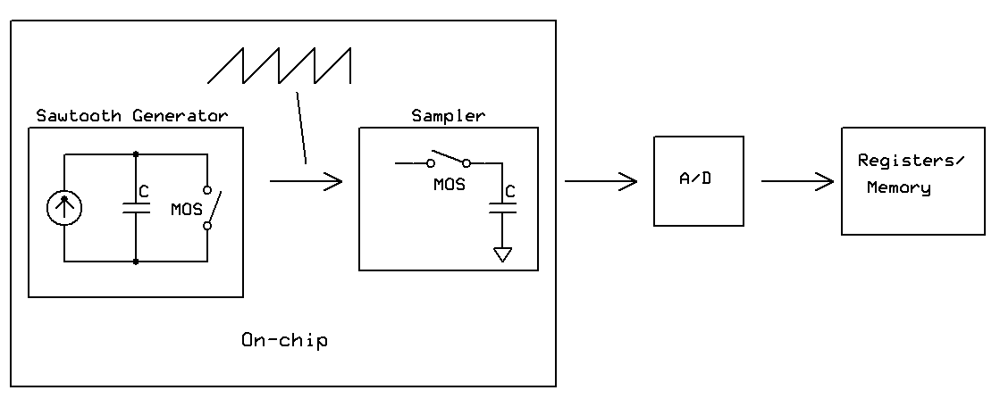 Sawtooth Generator
C
MOS
Sampler
MOS
C
A/D
Registers/
Memory
On-chip